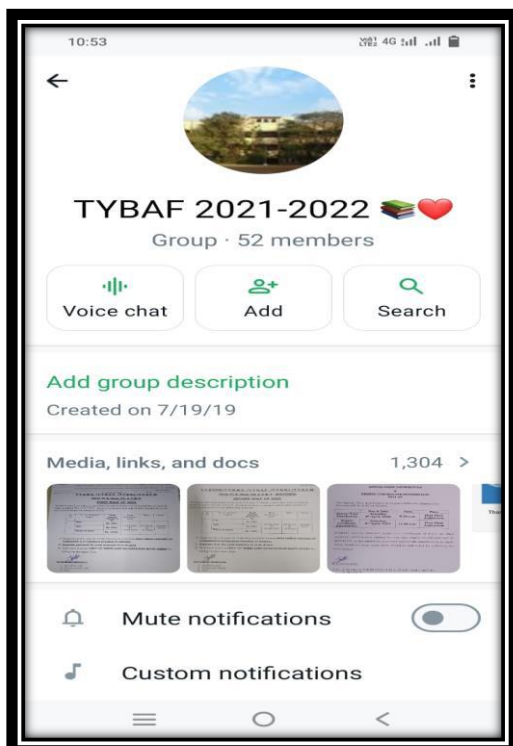 10:53
4G
TYBAF 2021-2022 📚❤️
Group · 52 members
Voice chat
Add
Search
Add group description
Created on 7/19/19
Media, links, and docs 1,304 >
Mute notifications
Custom notifications